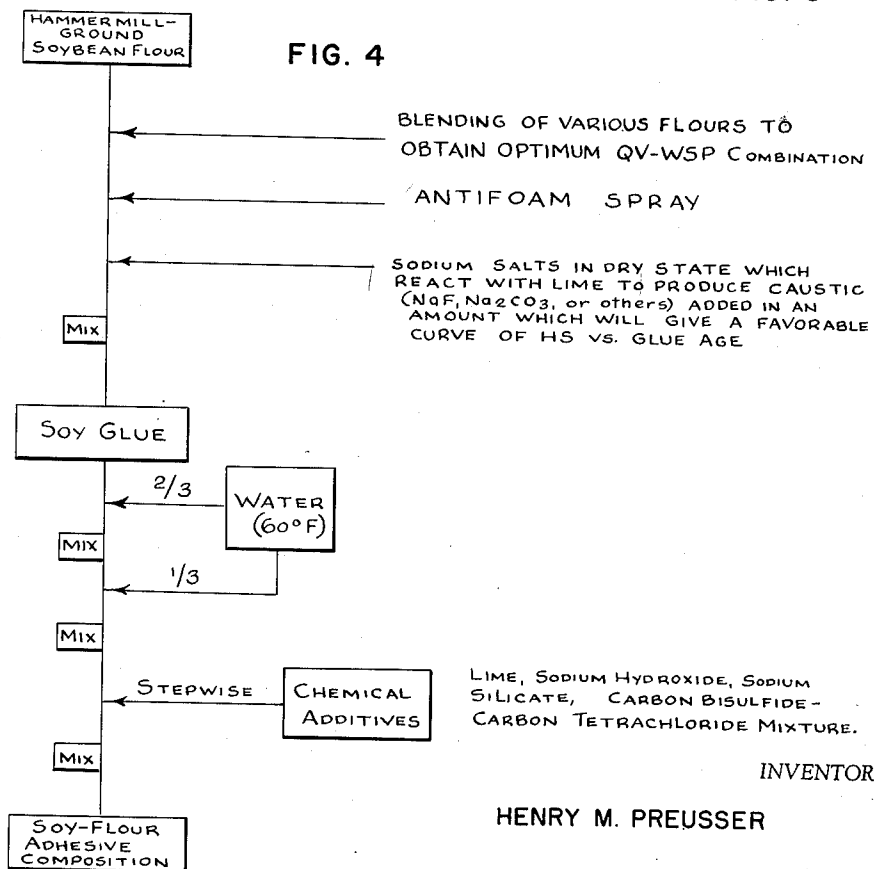 HAMMERMILL-
GROUND
SOYBEAN FLOUR
FIG. 4
BLENDING OF VARIOUS FLOURS TO
OBTAIN OPTIMUM QV-WSP COMBINATION
ANTIFOAM SPRAY
SODIUM SALTS IN DRY STATE WHICH
REACT WITH LIME TO PRODUCE CAUSTIC
(NaF, Na2CO3, or others) ADDED IN AN
AMOUNT WHICH WILL GIVE A FAVORABLE
CURVE OF HS VS. GLUE AGE
MIX
SOY GLUE
2/3
WATER
(60°F)
MIX
1/3
MIX
STEPWISE
CHEMICAL
ADDITIVES
LIME, SODIUM HYDROXIDE, SODIUM
SILICATE, CARBON BISULFIDE-
CARBON TETRACHLORIDE MIXTURE.
MIX
INVENTOR
HENRY M. PREUSSER
SOY-FLOUR
ADHESIVE
COMPOSITION